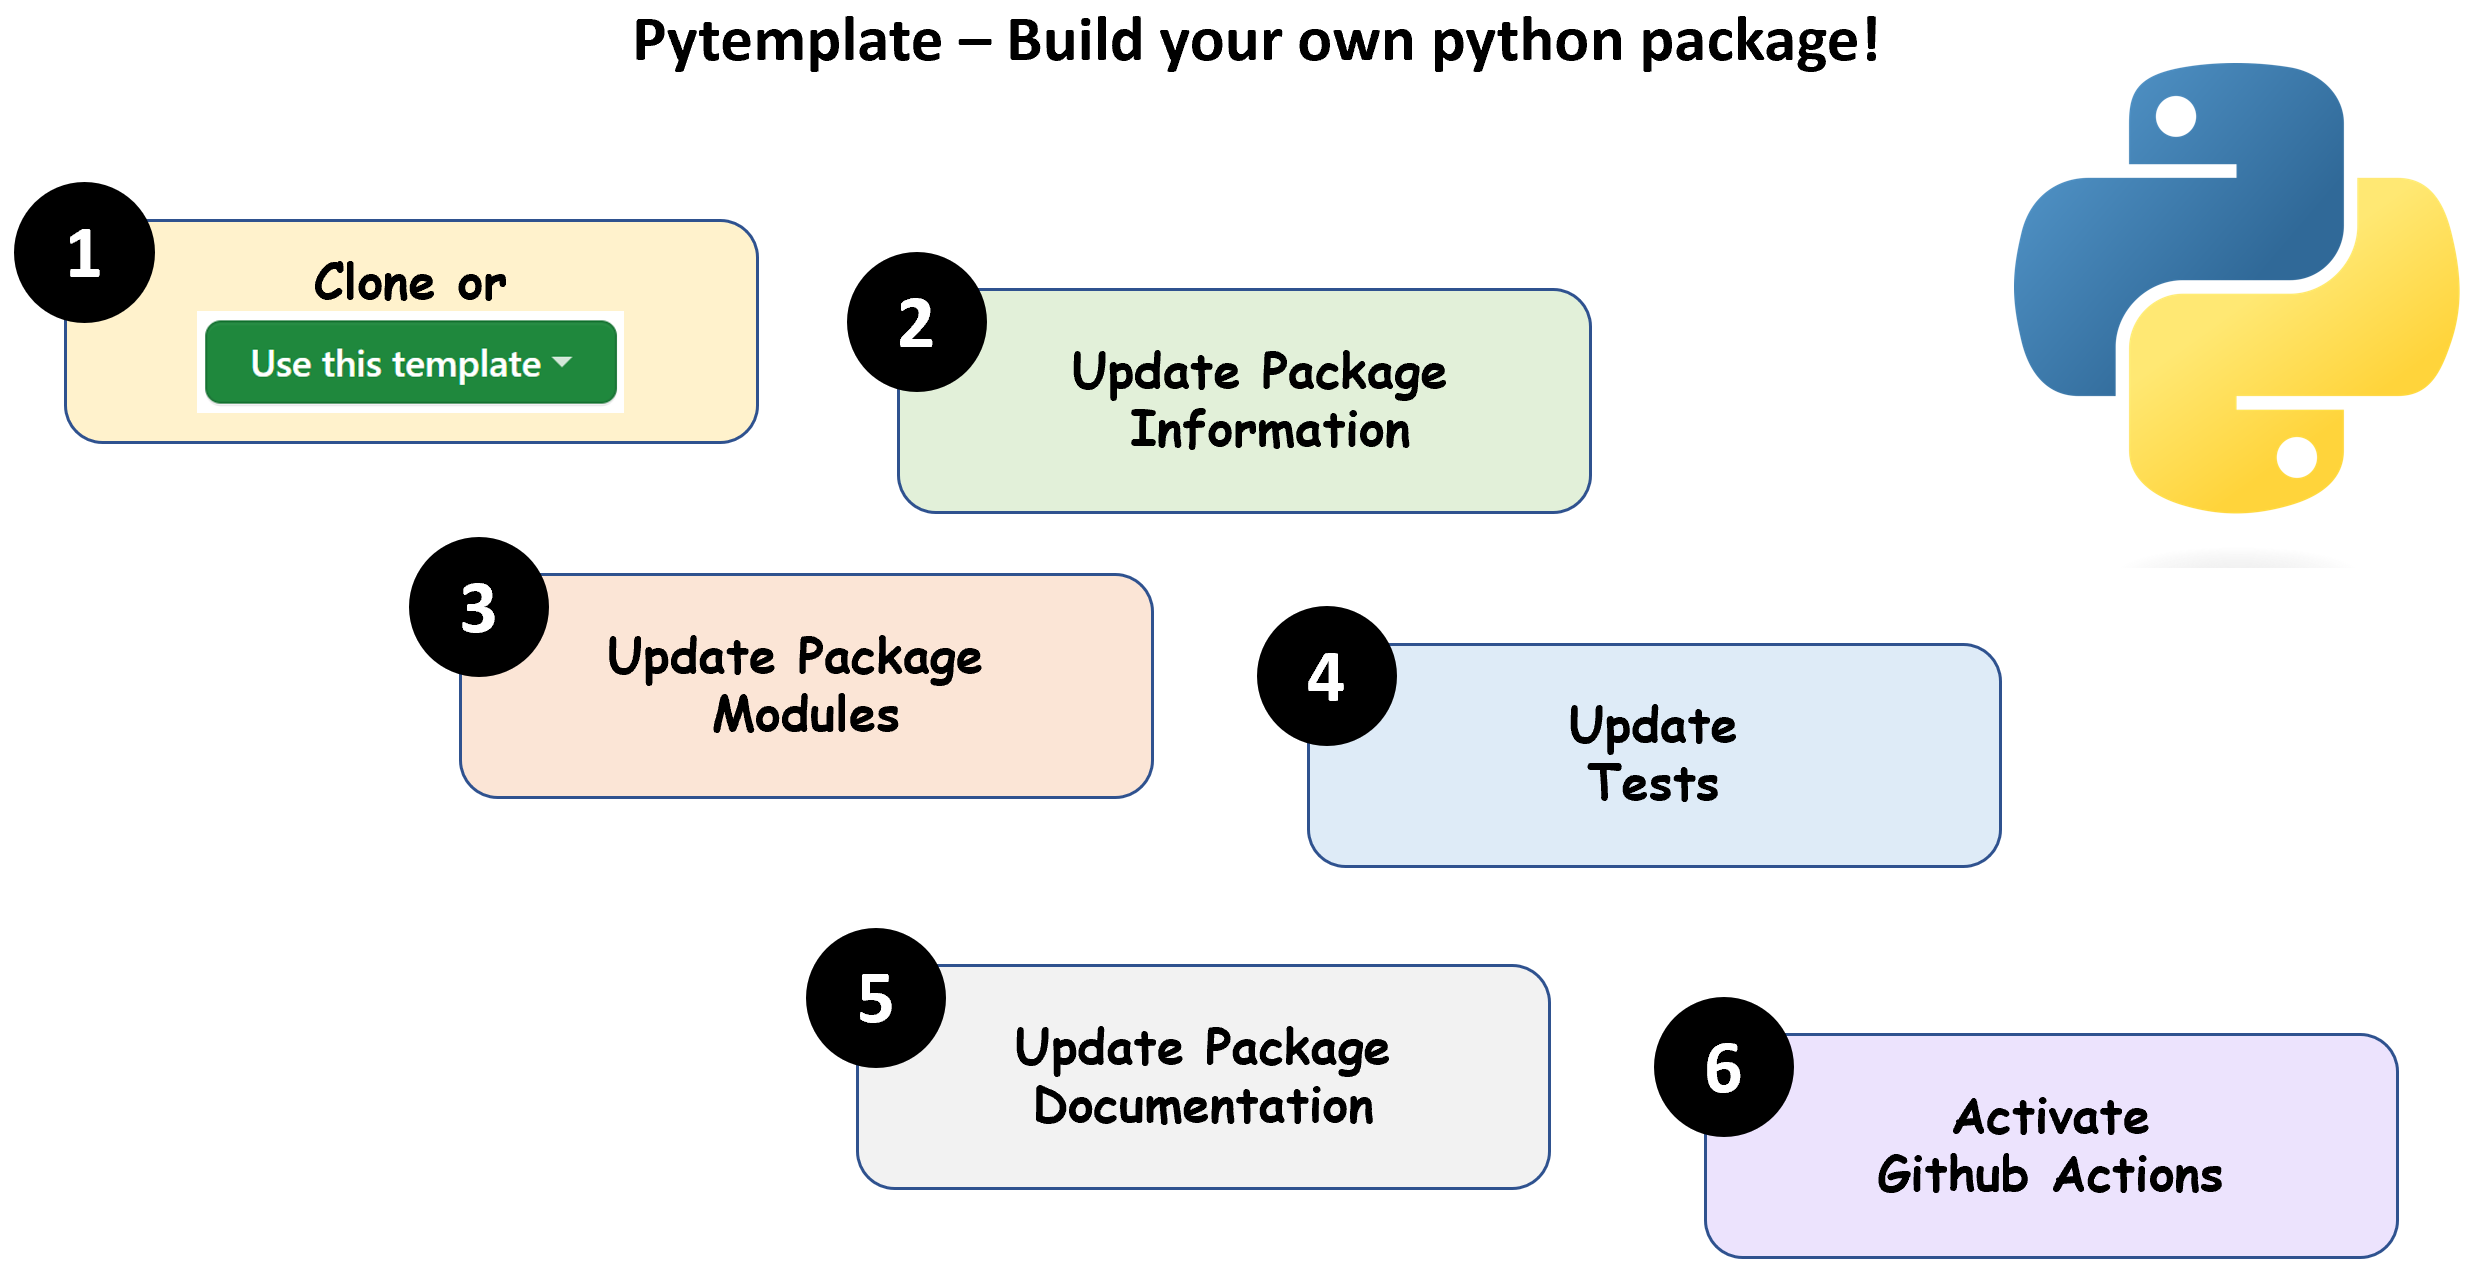 Pytemplate – Build your own python package!
1
Clone or
Use this template
2
Update Package
Information
3
Update Package
Modules
4
Update
Tests
5
Update Package
Documentation
6
Activate
Github Actions